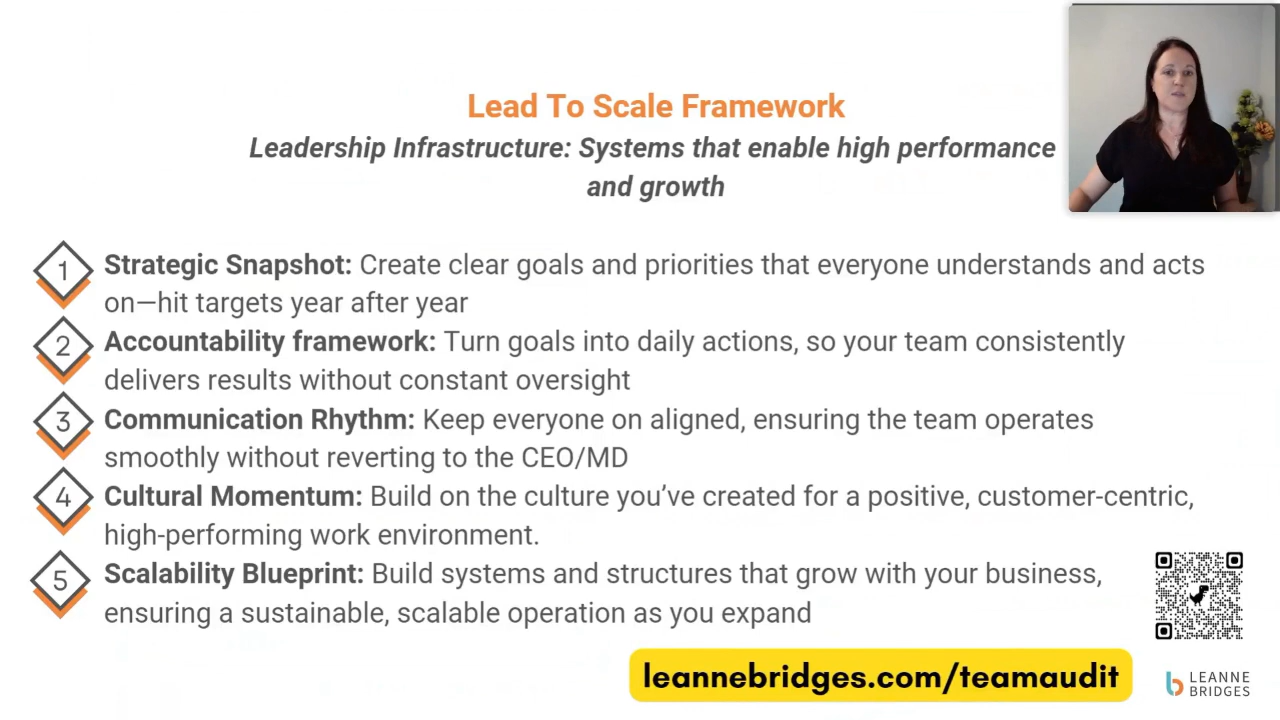 Lead To Scale Framework
Leadership Infrastructure: Systems that enable high performance
and growth
1
Strategic Snapshot: Create clear goals and priorities that everyone understands and acts
on—hit targets year after year
2
Accountability framework: Turn goals into daily actions, so your team consistently
delivers results without constant oversight
3
Communication Rhythm: Keep everyone on aligned, ensuring the team operates
smoothly without reverting to the CEO/MD
4
Cultural Momentum: Build on the culture you’ve created for a positive, customer-centric,
high-performing work environment.
5
Scalability Blueprint: Build systems and structures that grow with your business,
ensuring a sustainable, scalable operation as you expand
leannebridges.com/teamaudit
LEANNE
BRIDGES